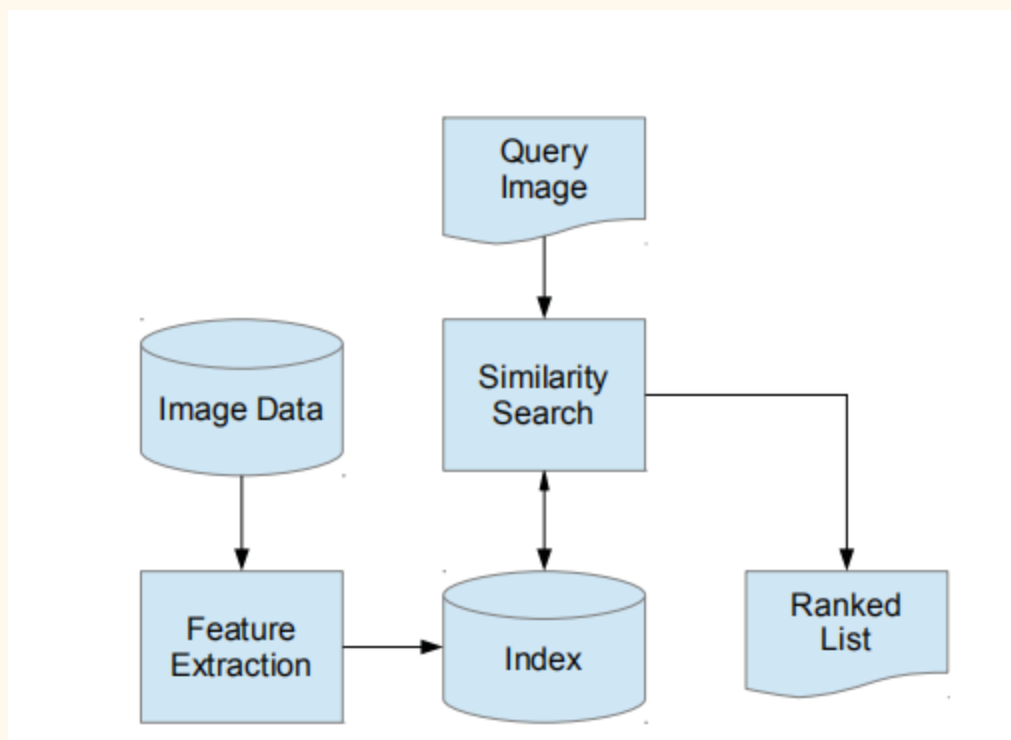 Query
Image
Similarity
Search
Image Data
Feature
Extraction
Index
Ranked
List